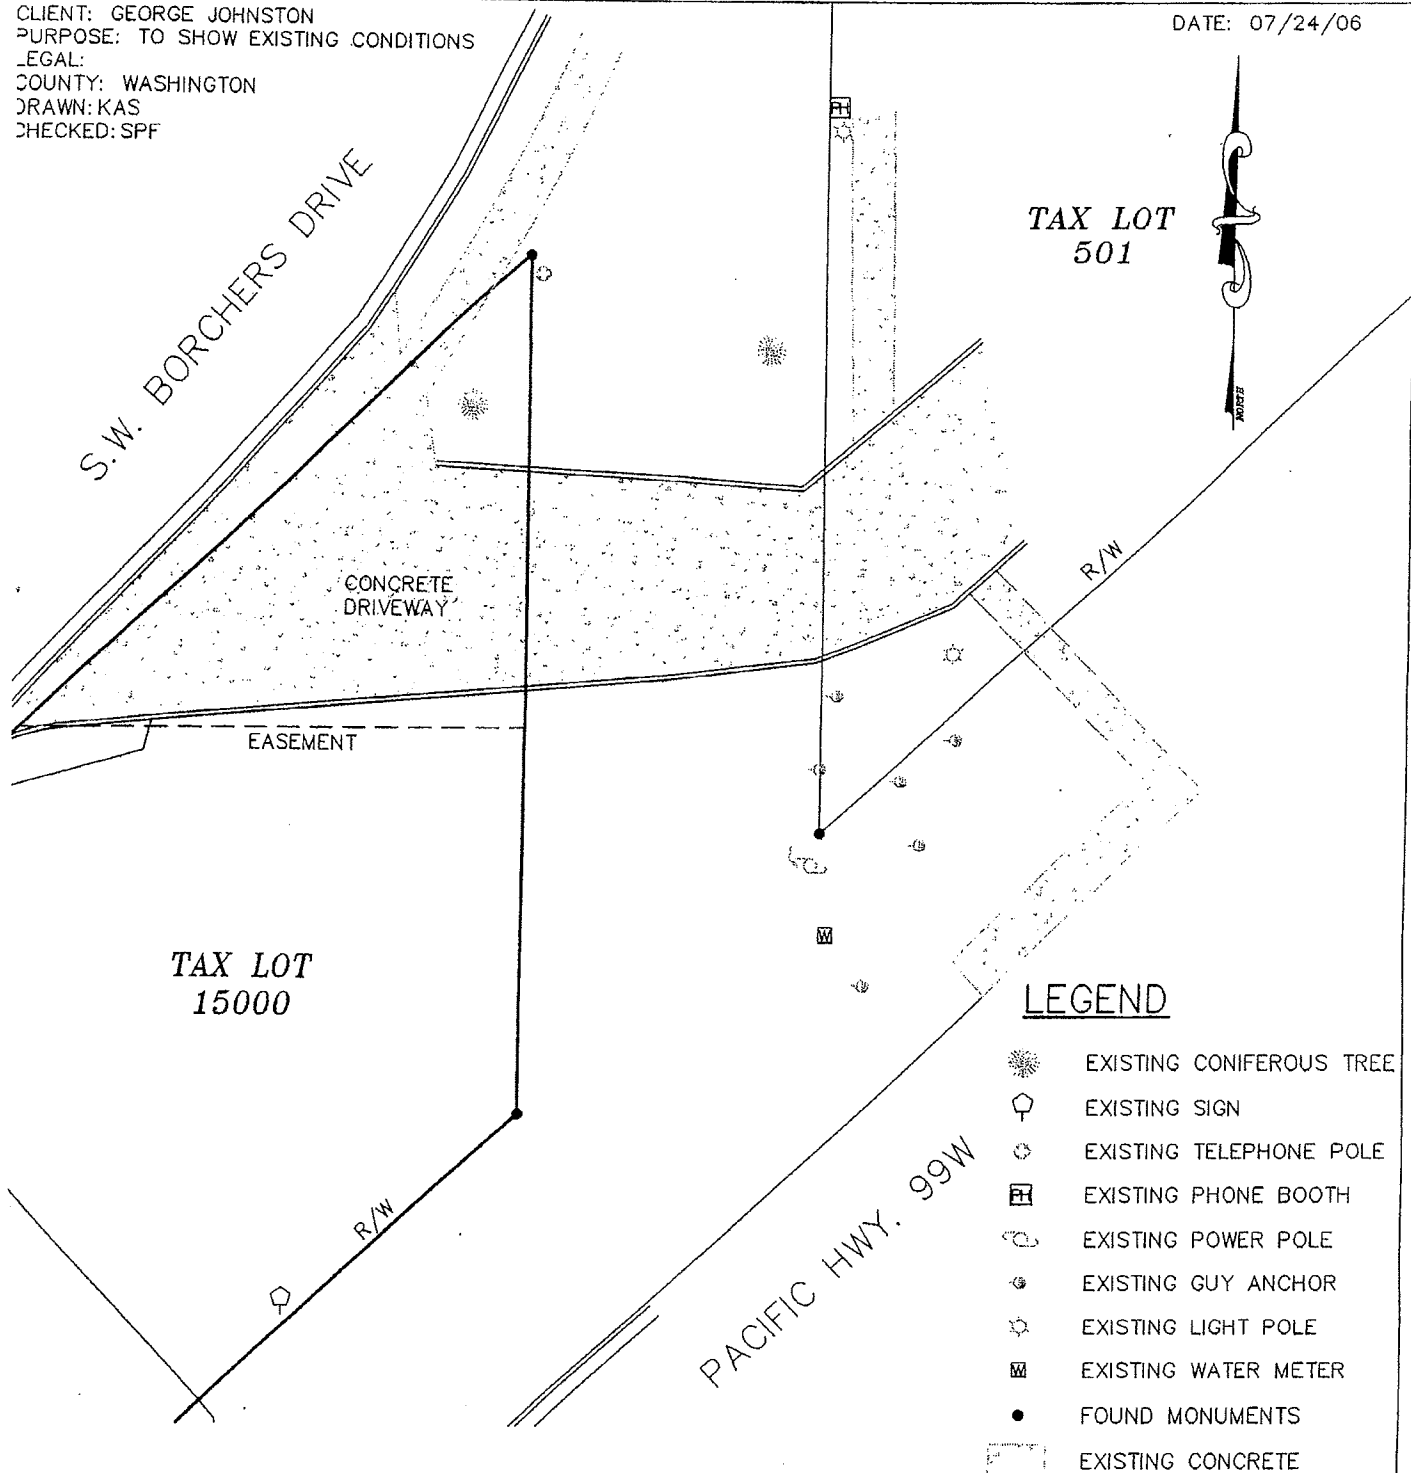 CLIENT: GEORGE JOHNSTON
PURPOSE: TO SHOW EXISTING CONDITIONS
LEGAL:
COUNTY: WASHINGTON
DRAWN: KAS
CHECKED: SPF
DATE: 07/24/06
PH
S.W. BORCHERS DRIVE
TAX LOT
501
NORTH
R/W
CONCRETE
DRIVEWAY
EASEMENT
W
TAX LOT
15000
R/W
PACIFIC HWY. 99W
LEGEND
EXISTING CONIFEROUS TREE
EXISTING SIGN
EXISTING TELEPHONE POLE
PH EXISTING PHONE BOOTH
EXISTING POWER POLE
EXISTING GUY ANCHOR
EXISTING LIGHT POLE
W EXISTING WATER METER
FOUND MONUMENTS
EXISTING CONCRETE